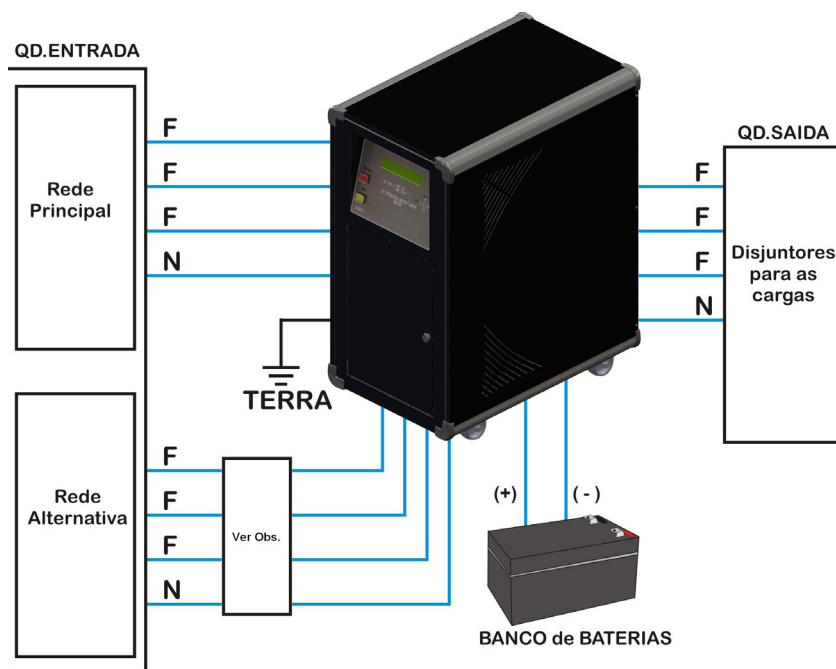 QD.ENTRADA
Rede
Principal
F
F
F
N
TERRA
QD.SAIDA
F
F
F
N
Disjuntores
para as
cargas
Rede
Alternativa
F
F
F
N
Ver Obs.
(+)
(-)
BANCO de BATERIAS